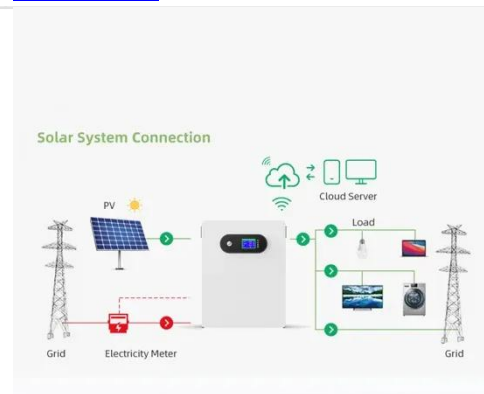 Solar System Connection
Cloud Server
PV
Load
Grid
Electricity Meter
Grid